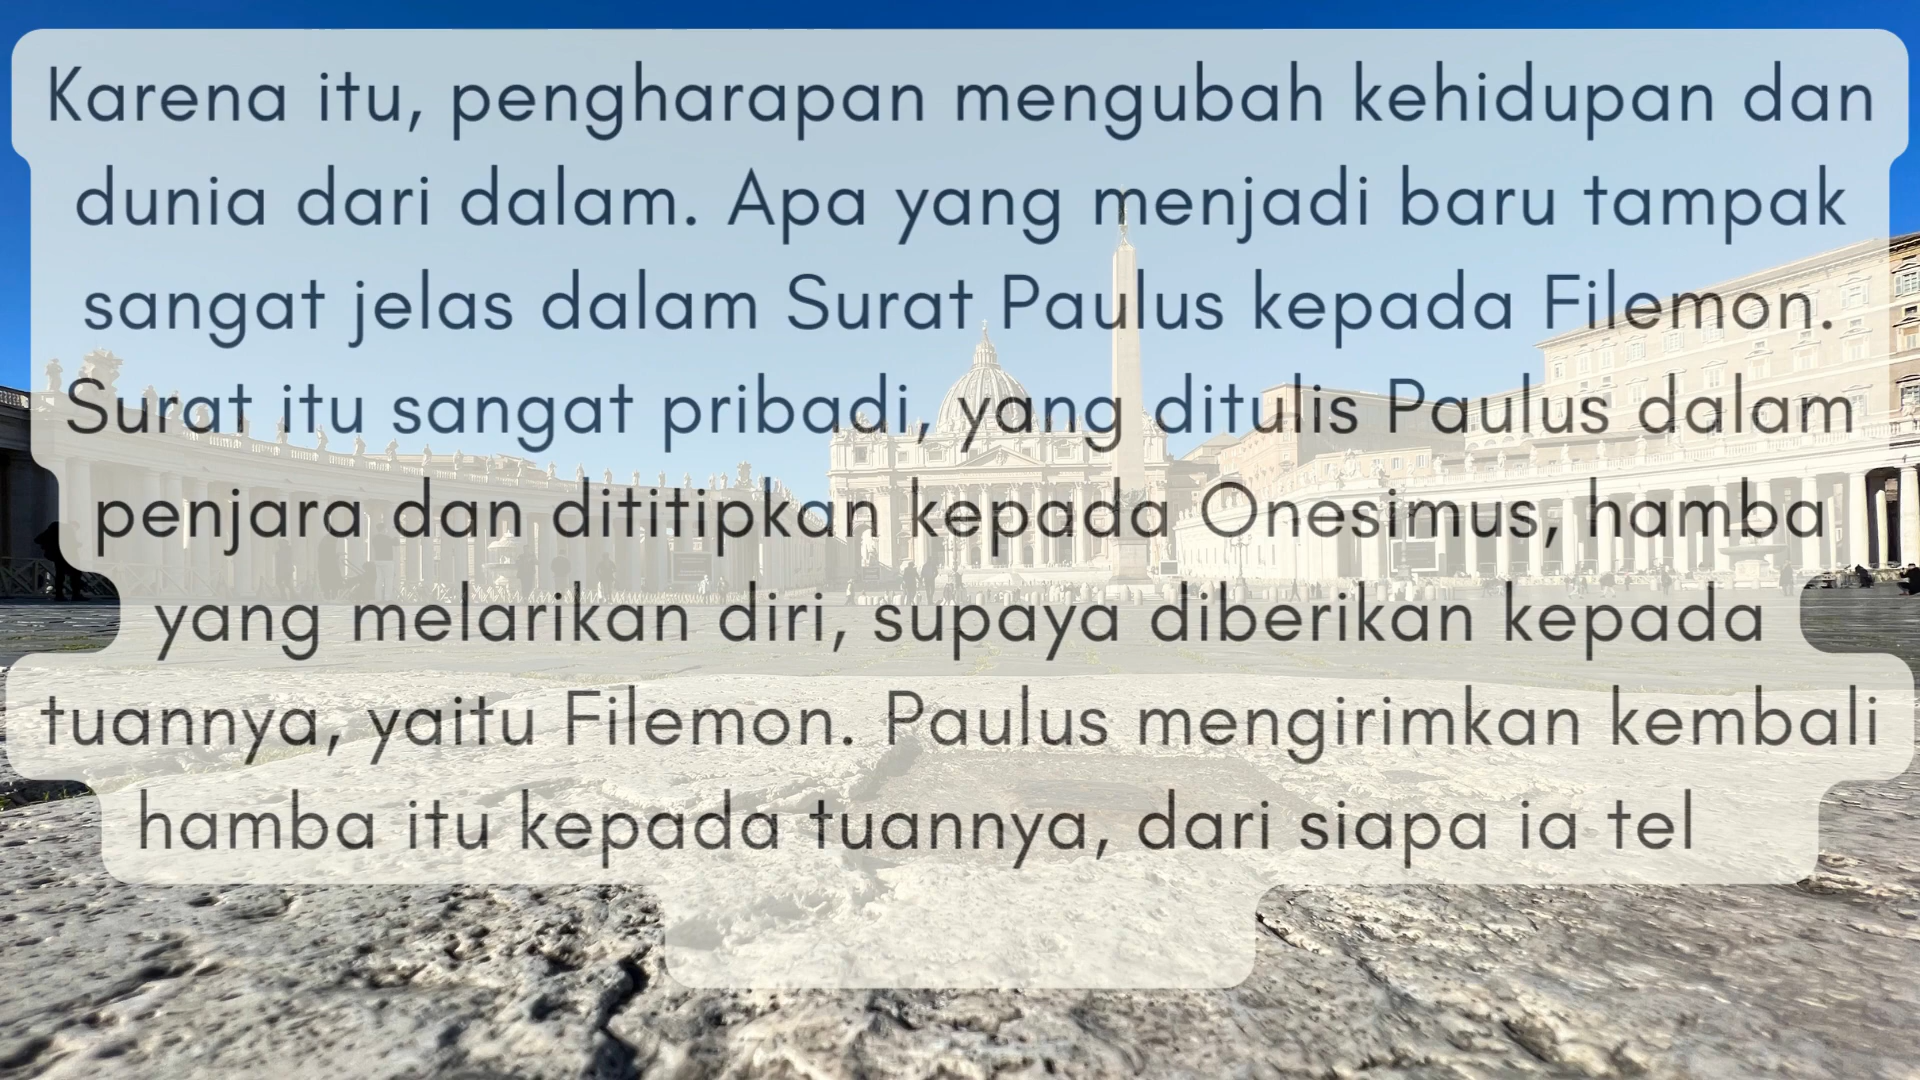 Karena itu, pengharapan mengubah kehidupan dan
dunia dari dalam. Apa yang menjadi baru tampak
sangat jelas dalam Surat Paulus kepada Filemon.
Surat itu sangat pribadi, yang ditulis Paulus dalam
penjara dan dititipkan kepada Onesimus, hamba
yang melarikan diri, supaya diberikan kepada
tuannya, yaitu Filemon. Paulus mengirimkan kembali
hamba itu kepada tuannya, dari siapa ia tel